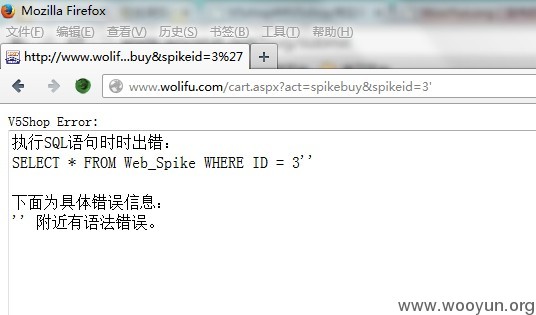 Mozilla Firefox
文件(F) 编辑(E) 查看(V) 历史(S) 书签(B) 工具(T) 帮助(H)
http://www.wolif...buy&spikeid=3%27
www.wolifu.com/cart.aspx?act=spikebuy&spikeid=3'
V5Shop Error:
执行SQL语句时时出错:
SELECT * FROM Web_Spike WHERE ID = 3''
下面为具体错误信息:
'' 附近有语法错误。
www.wooyun.org